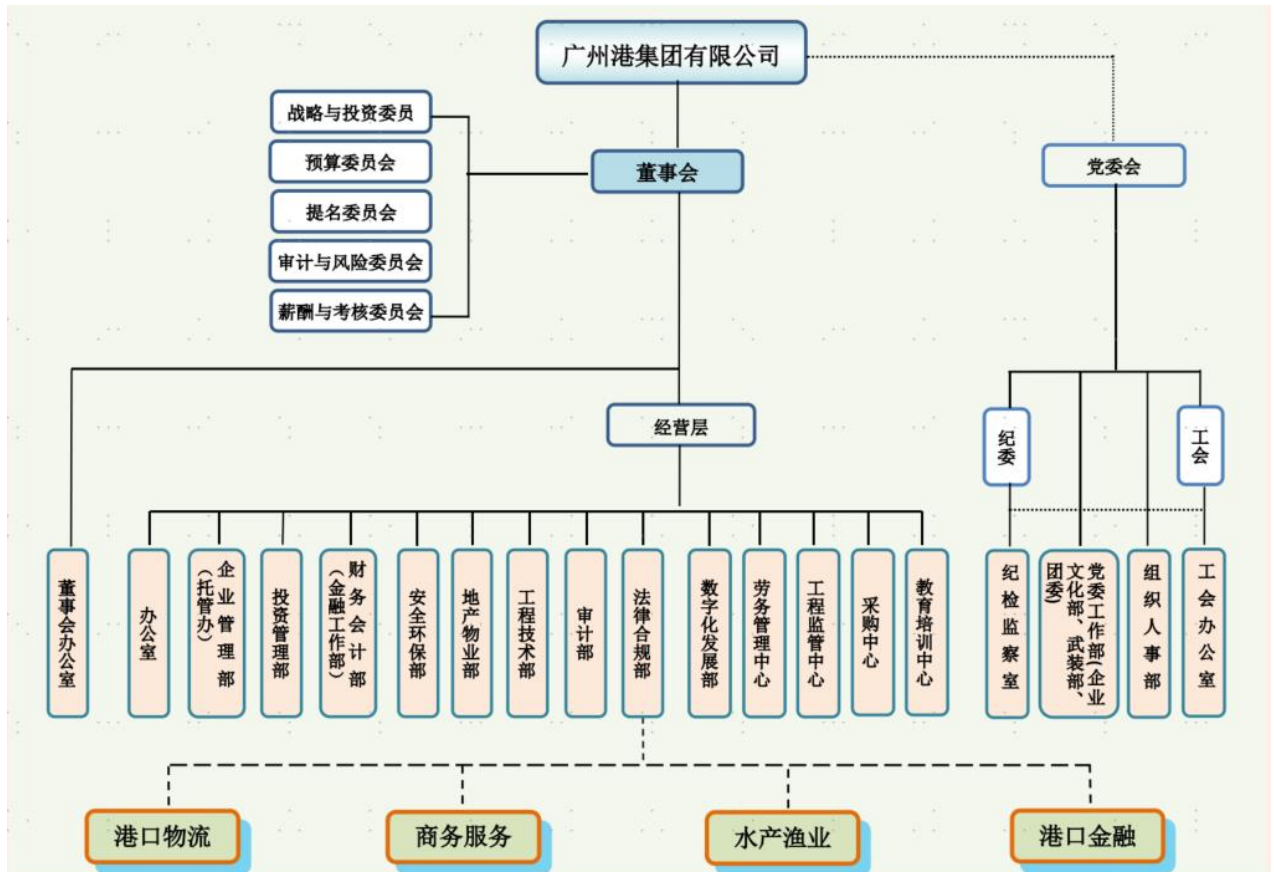 广州港集团有限公司
战略与投资委员
预算委员会
提名委员会
审计与风险委员会
薪酬与考核委员会
董事会
党委会
经营层
纪委
工会
董事会办公室
办公室
企业管理部
（托管办）
投资管理部
财务会计部
（金融工作部）
安全环保部
地产物业部
工程技术部
审计部
法律合规部
数字化发展部
劳务管理中心
工程监管中心
采购中心
教育培训中心
纪检监察室
党委工作部(企业
文化部、武装部、
团委)
组织人事部
工会办公室
港口物流
商务服务
水产渔业
港口金融